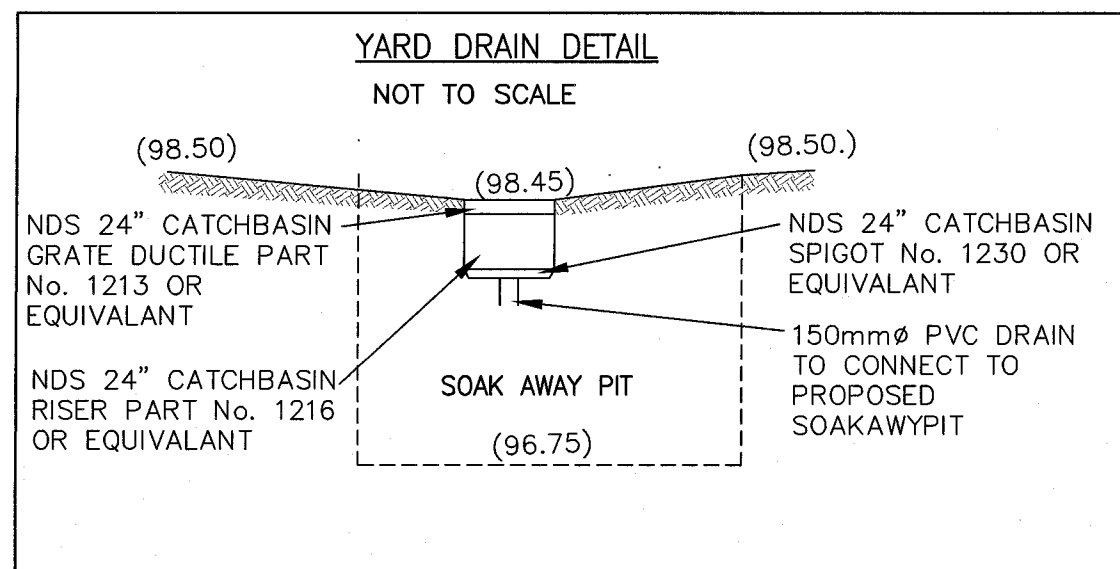 YARD DRAIN DETAIL
NOT TO SCALE
(98.50)
(98.45)
(98.50.)
NDS 24" CATCHBASIN
GRATE DUCTILE PART
No. 1213 OR
EQUIVALANT
NDS 24" CATCHBASIN
RISER PART No. 1216
OR EQUIVALANT
NDS 24" CATCHBASIN
SPIGOT No. 1230 OR
EQUIVALANT
150mmø PVC DRAIN
TO CONNECT TO
PROPOSED
SOAKAWYPIT
SOAK AWAY PIT
(96.75)